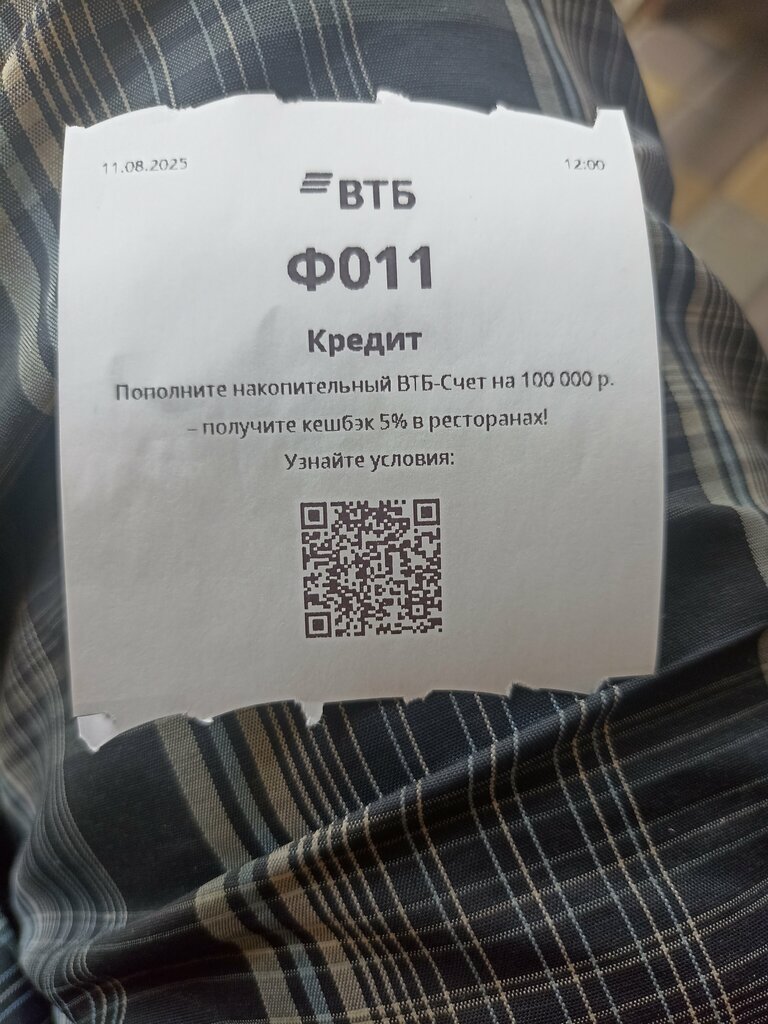 11.08.2025 12:00
ВТБ
Ф011
Кредит
Пополните накопительный ВТБ-Счет на 100 000 р.
– получите кешбэк 5% в ресторанах!
Узнайте условия: